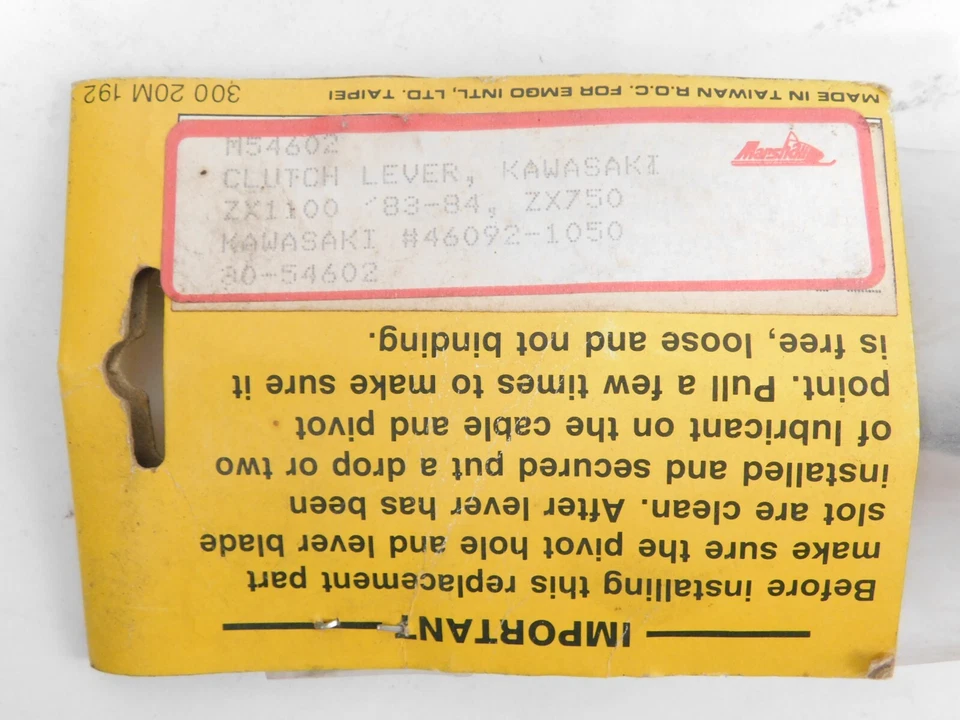 M54602
CLUTCH LEVER, KAWASAKI
ZX1100 '83-84, ZX750
KAWASAKI #46092-1050
30-54602
Marshall
IMPORTANT
Before installing this replacement part
make sure the pivot hole and lever blade
slot are clean. After lever has been
installed and secured put a drop or two
of lubricant on the cable and pivot
point. Pull a few times to make sure it
is free, loose and not binding.
MADE IN TAIWAN R.O.C. FOR EMGO INTL, LTD. TAIPEI
300 20M 192